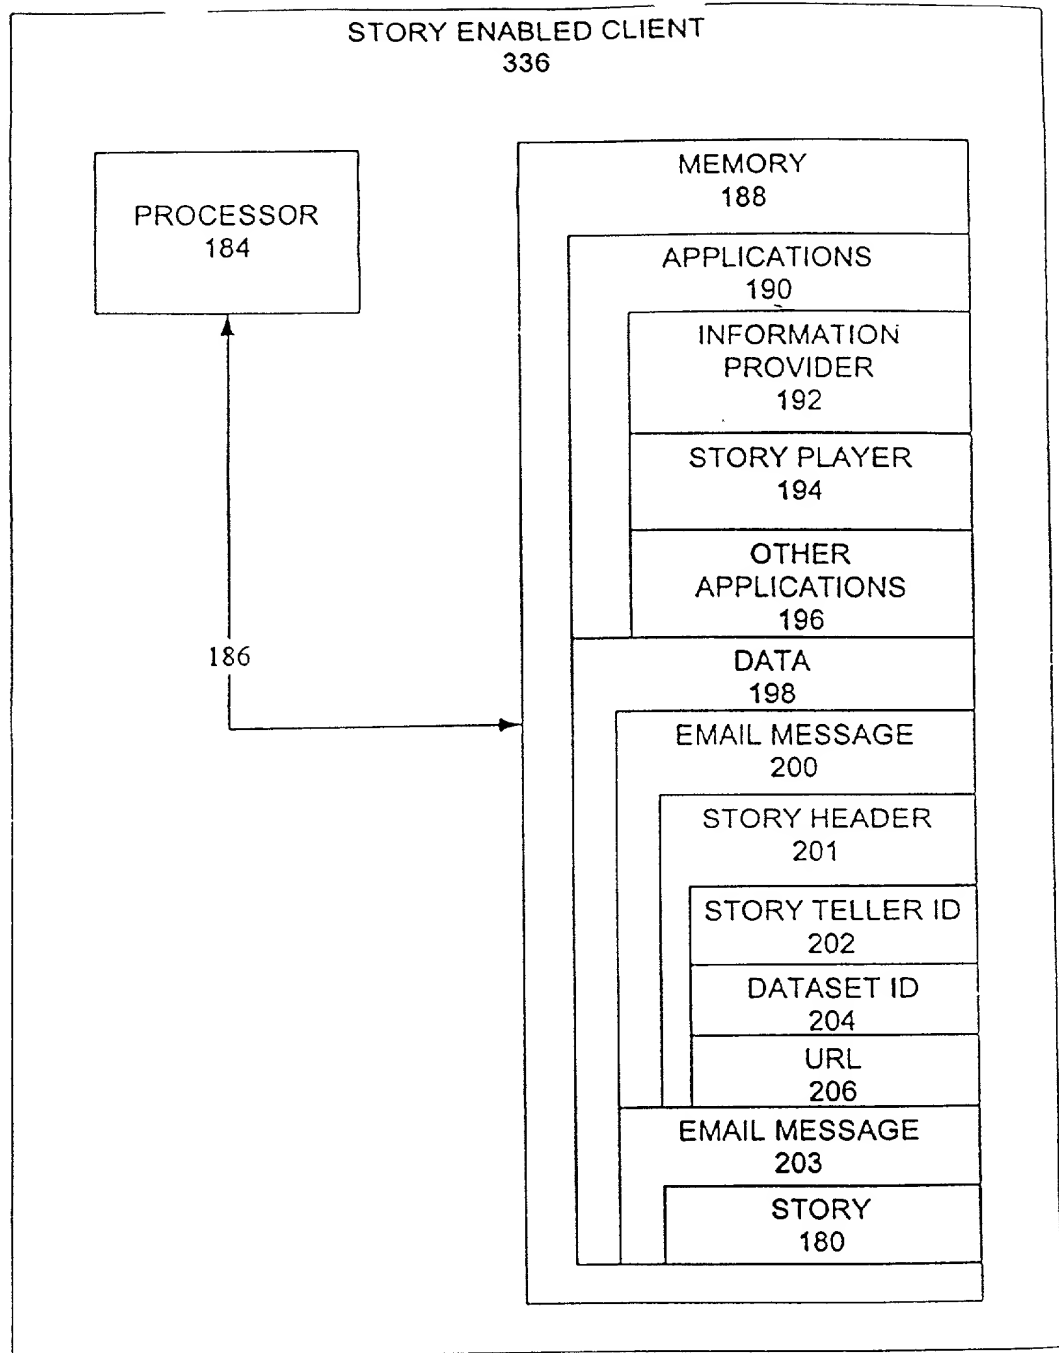 STORY ENABLED CLIENT
336
PROCESSOR
184
186
MEMORY
188
APPLICATIONS
190
INFORMATION
PROVIDER
192
STORY PLAYER
194
OTHER
APPLICATIONS
196
DATA
198
EMAIL MESSAGE
200
STORY HEADER
201
STORY TELLER ID
202
DATASET ID
204
URL
206
EMAIL MESSAGE
203
STORY
180